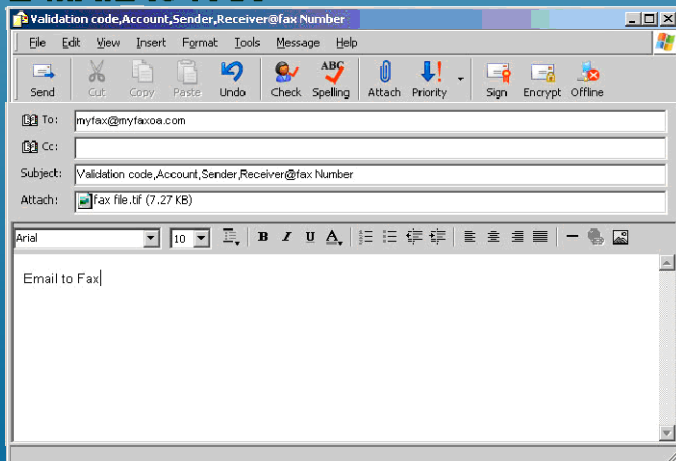 Validation code,Account,Sender,Receiver@fax Number
File Edit View Insert Format Tools Message Help
Send Cut Copy Paste Undo Check Spelling Attach Priority Sign Encrypt Offline
ABC
To: myfax@myfaxoa.com
Cc:
Subject: Validation code,Account,Sender,Receiver@fax Number
Attach: fax file.tif (7.27 KB)
Arial 10 B I U A
Email to Fax